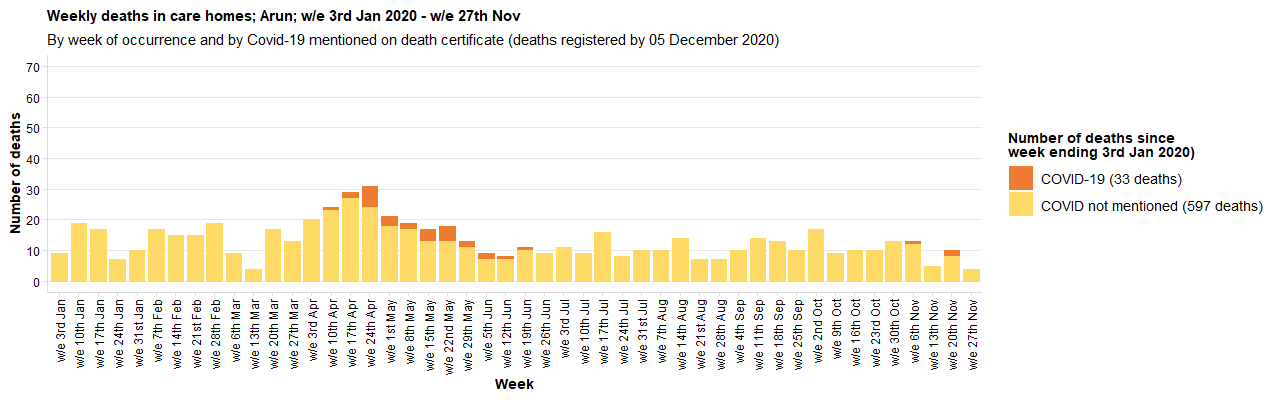 Weekly deaths in care homes; Arun; w/e 3rd Jan 2020 - w/e 27th Nov
By week of occurrence and by Covid-19 mentioned on death certificate (deaths registered by 05 December 2020)
Number of deaths
70
60
50
40
30
20
10
0
w/e 3rd Jan
w/e 10th Jan
w/e 17th Jan
w/e 24th Jan
w/e 31st Jan
w/e 7th Feb
w/e 14th Feb
w/e 21st Feb
w/e 28th Feb
w/e 6th Mar
w/e 13th Mar
w/e 20th Mar
w/e 27th Mar
w/e 3rd Apr
w/e 10th Apr
w/e 17th Apr
w/e 24th Apr
w/e 1st May
w/e 8th May
w/e 15th May
w/e 22nd May
w/e 29th May
w/e 5th Jun
w/e 12th Jun
w/e 19th Jun
w/e 26th Jun
w/e 3rd Jul
w/e 10th Jul
w/e 17th Jul
w/e 24th Jul
w/e 31st Jul
w/e 7th Aug
w/e 14th Aug
w/e 21st Aug
w/e 28th Aug
w/e 4th Sep
w/e 11th Sep
w/e 18th Sep
w/e 25th Sep
w/e 2nd Oct
w/e 9th Oct
w/e 16th Oct
w/e 23rd Oct
w/e 30th Oct
w/e 6th Nov
w/e 13th Nov
w/e 20th Nov
w/e 27th Nov
Week
Number of deaths since
week ending 3rd Jan 2020)
COVID-19 (33 deaths)
COVID not mentioned (597 deaths)